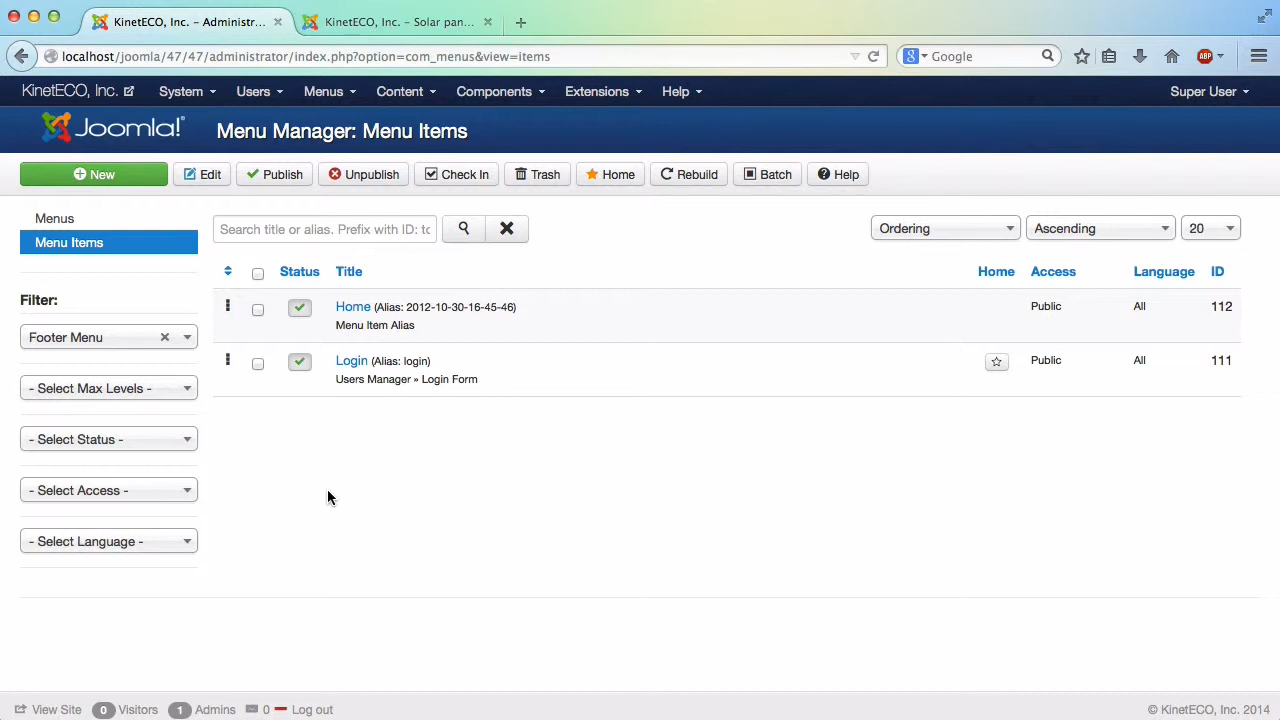 KinetECO, Inc. – Administr... KinetECO, Inc. - Solar pan...
localhost/joomla/47/47/administrator/index.php?option=com_menus&view=items Google ABP
KinetECO, Inc. System Users Menus Content Components Extensions Help Super User
Joomla! Menu Manager: Menu Items
New Edit Publish Unpublish Check In Trash Home Rebuild Batch Help
Menus
Menu Items
Search title or alias. Prefix with ID: tc Ordering Ascending 20
Status Title Home Access Language ID
Filter:
Footer Menu
- Select Max Levels -
- Select Status -
- Select Access -
- Select Language -
Home (Alias: 2012-10-30-16-45-46) Public All 112
Menu Item Alias
Login (Alias: login) Public All 111
Users Manager » Login Form
View Site 0 Visitors 1 Admins 0 Log out © KinetECO, Inc. 2014